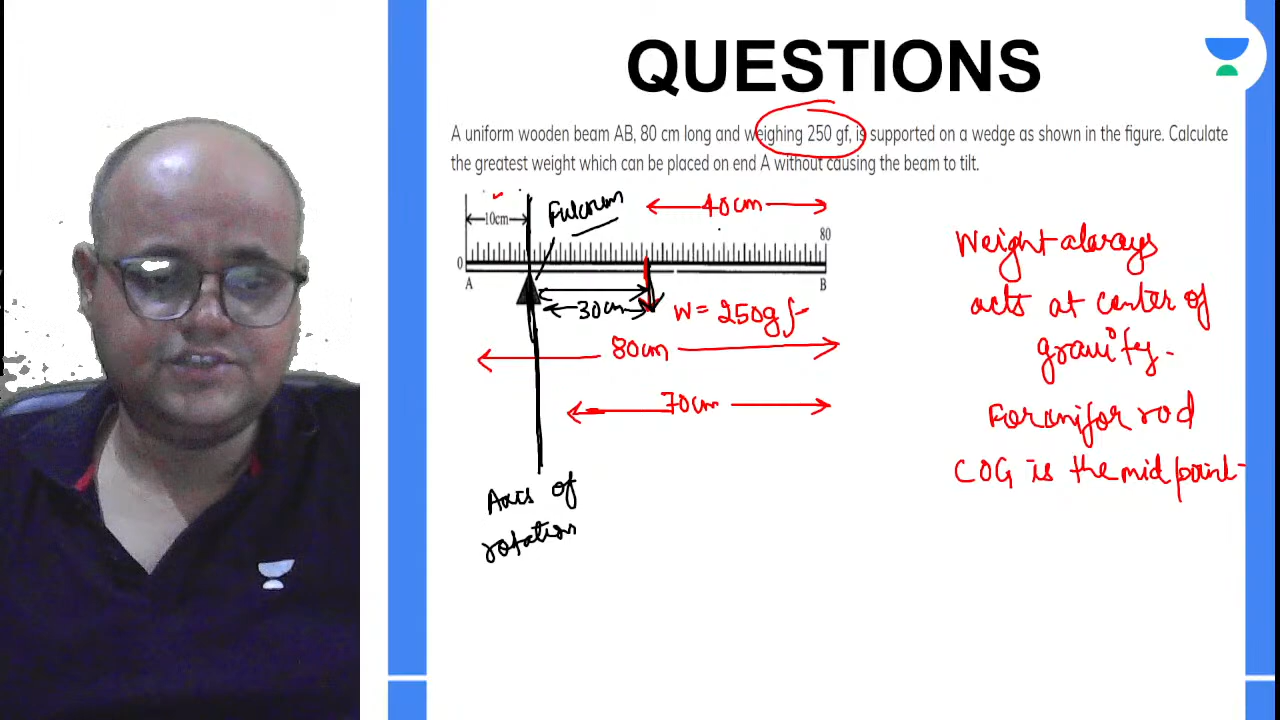 QUESTIONS
A uniform wooden beam AB, 80 cm long and weighing 250 gf, is supported on a wedge as shown in the figure. Calculate
the greatest weight which can be placed on end A without causing the beam to tilt.
Fulcrum
40cm
10cm
80
0
A
B
30cm
W = 250gf
80cm
70cm
Axis of
rotation
Weight always
acts at center of
gravity.
For unifor rod
COG is the mid point